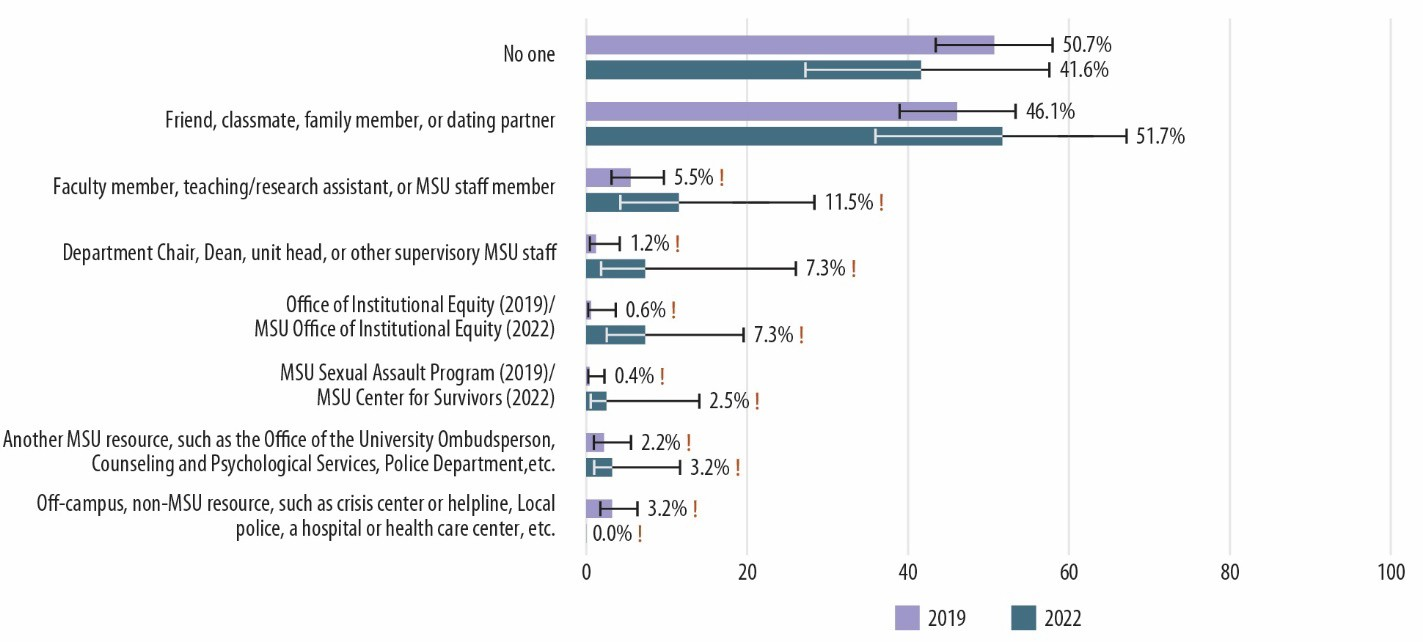 No one
50.7%
41.6%
Friend, classmate, family member, or dating partner
46.1%
51.7%
Faculty member, teaching/research assistant, or MSU staff member
5.5% !
11.5% !
Department Chair, Dean, unit head, or other supervisory MSU staff
1.2% !
7.3% !
Office of Institutional Equity (2019)/
MSU Office of Institutional Equity (2022)
0.6% !
7.3% !
MSU Sexual Assault Program (2019)/
MSU Center for Survivors (2022)
0.4% !
2.5% !
Another MSU resource, such as the Office of the University Ombudsperson,
Counseling and Psychological Services, Police Department,etc.
2.2% !
3.2% !
Off-campus, non-MSU resource, such as crisis center or helpline, Local
police, a hospital or health care center, etc.
3.2% !
0.0% !
0 20 40 60 80 100
2019 2022